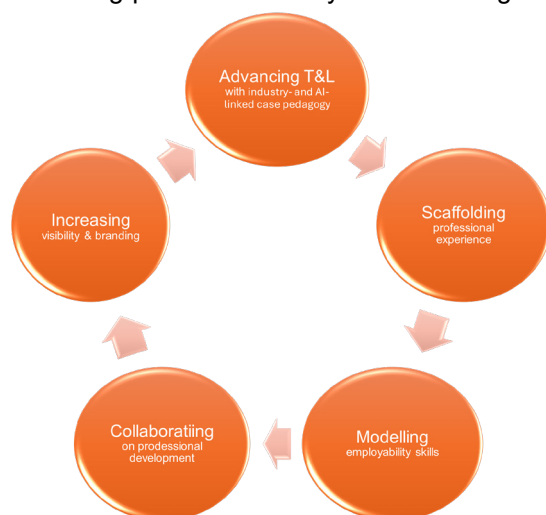 Advancing T&L
with industry- and AI-
linked case pedagogy
Scaffolding
professional
experience
Modelling
employability skills
Collaboratiing
on prodessional
development
Increasing
visibility & branding